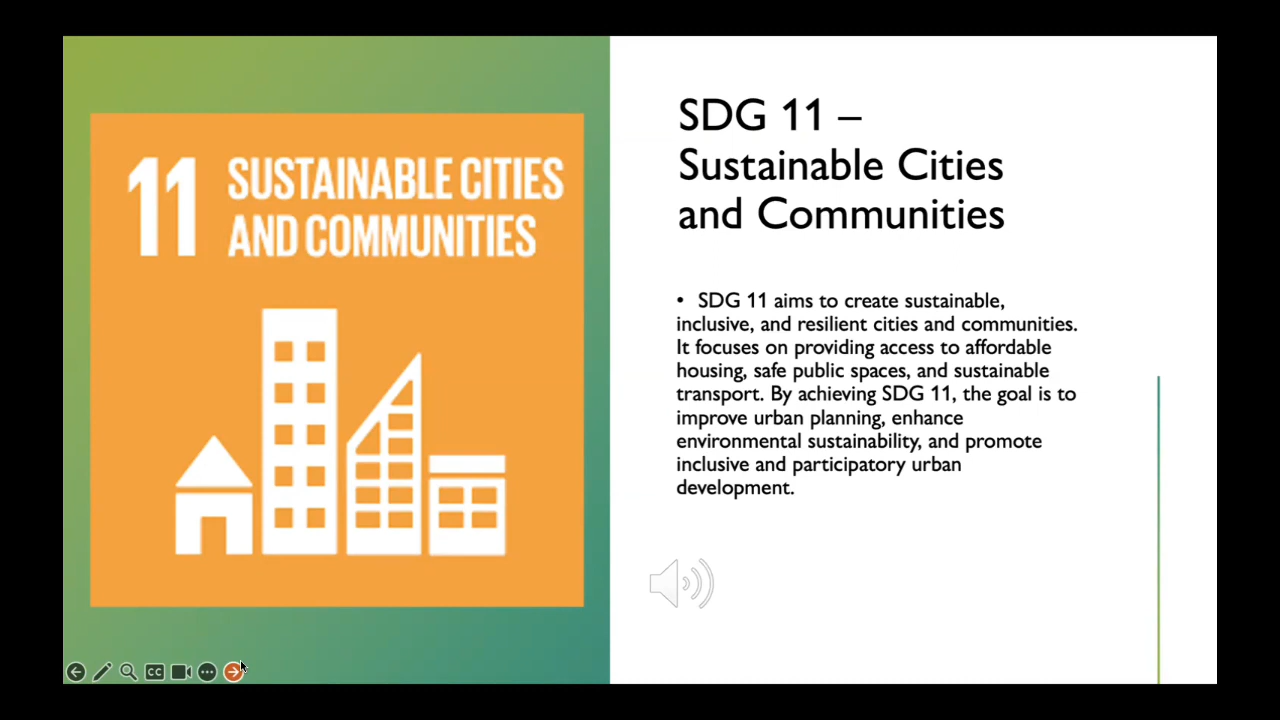 11 SUSTAINABLE CITIES
AND COMMUNITIES
SDG 11 –
Sustainable Cities
and Communities
• SDG 11 aims to create sustainable,
inclusive, and resilient cities and communities.
It focuses on providing access to affordable
housing, safe public spaces, and sustainable
transport. By achieving SDG 11, the goal is to
improve urban planning, enhance
environmental sustainability, and promote
inclusive and participatory urban
development.
CC